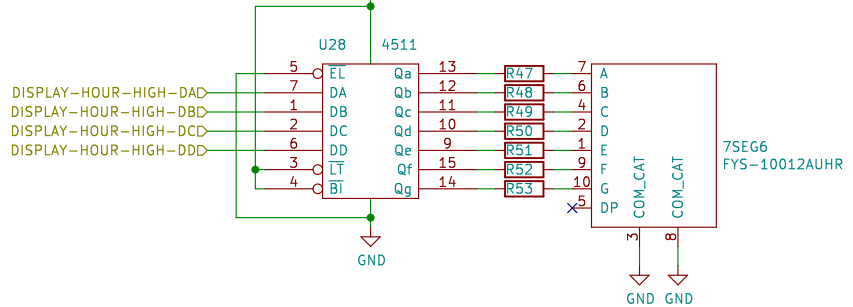 U28 4511
5 EL Qa 13 R47 7 A
DISPLAY-HOUR-HIGH-DA 7 DA Qb 12 R48 6 B
DISPLAY-HOUR-HIGH-DB 1 DB Qc 11 R49 4 C
DISPLAY-HOUR-HIGH-DC 2 DC Qd 10 R50 2 D
DISPLAY-HOUR-HIGH-DD 6 DD Qe 9 R51 1 E
3 LT Qf 15 R52 9 F
4 BI Qg 14 R53 10 G
5 DP
COM_CAT COM_CAT
7SEG6
FYS-10012AUHR
3 8
GND
GND GND